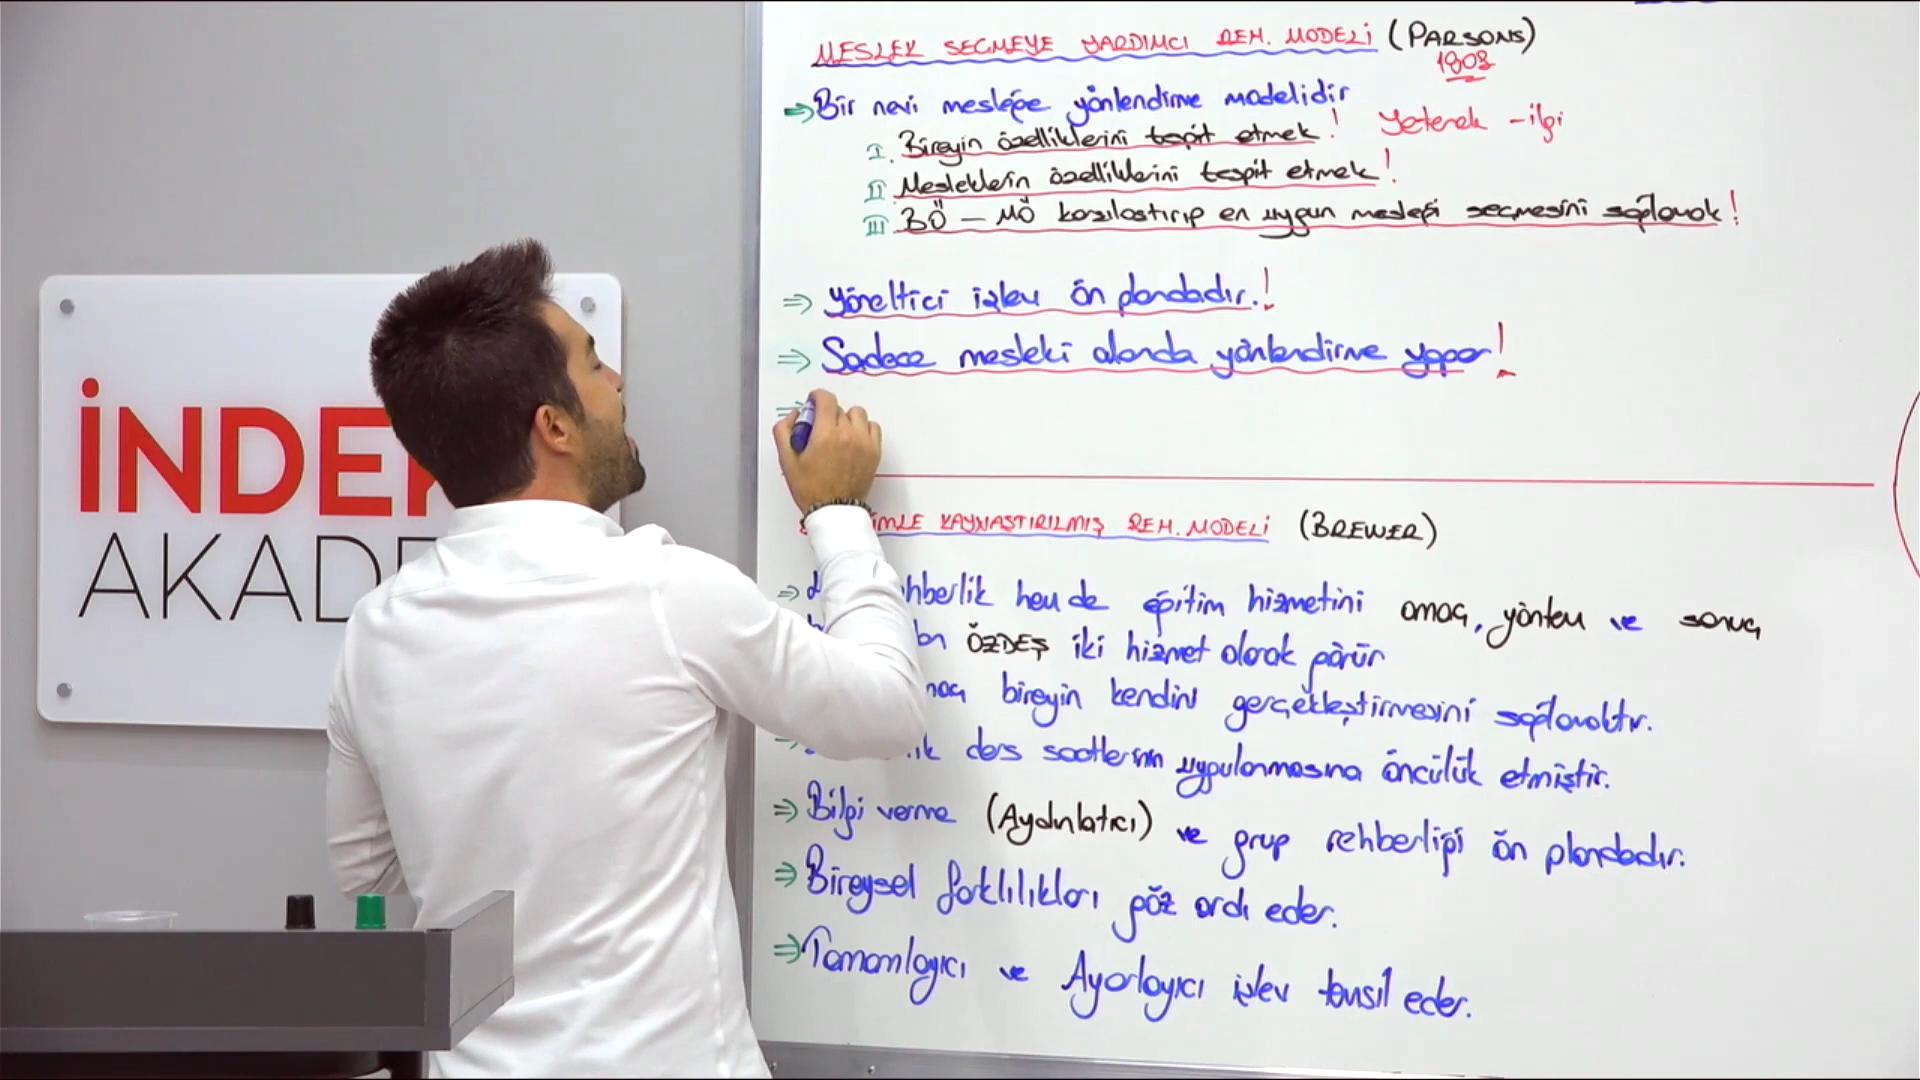 İNDEK
AKADE
MESLEK SEÇMEYE YARDIMCI REH. MODELİ (PARSONS)
1908
⇒ Bir nevi mesleğe yönlendirme modelidir
I. Bireyin özelliklerini tespit etmek! Yetenek - ilgi
II Mesleklerin özelliklerini tespit etmek!
III BÖ - MÖ karşılaştırıp en uygun mesleği seçmesini sağlamak!
⇒ Yöneltici işlev ön plandadır.!
⇒ Sadece mesleki alanda yönlendirme yapar!
⇒
İMLE KAYNAŞTIRILMIŞ REH. MODELİ (BREWER)
⇒ hberlik hem de eğitim hizmetini amaç, yöntem ve sonuç
ÖZDEŞ iki hizmet olarak görür
maç bireyin kendini gerçekleştirmesini sağlamaktır.
lik ders saatlerinin uygulanmasına öncülük etmiştir.
⇒ Bilgi verme (Aydınlatıcı) ve grup rehberliği ön plandadır.
⇒ Bireysel farklılıkları göz ardı eder.
⇒ Tamamlayıcı ve Ayarlayıcı işlev temsil eder.